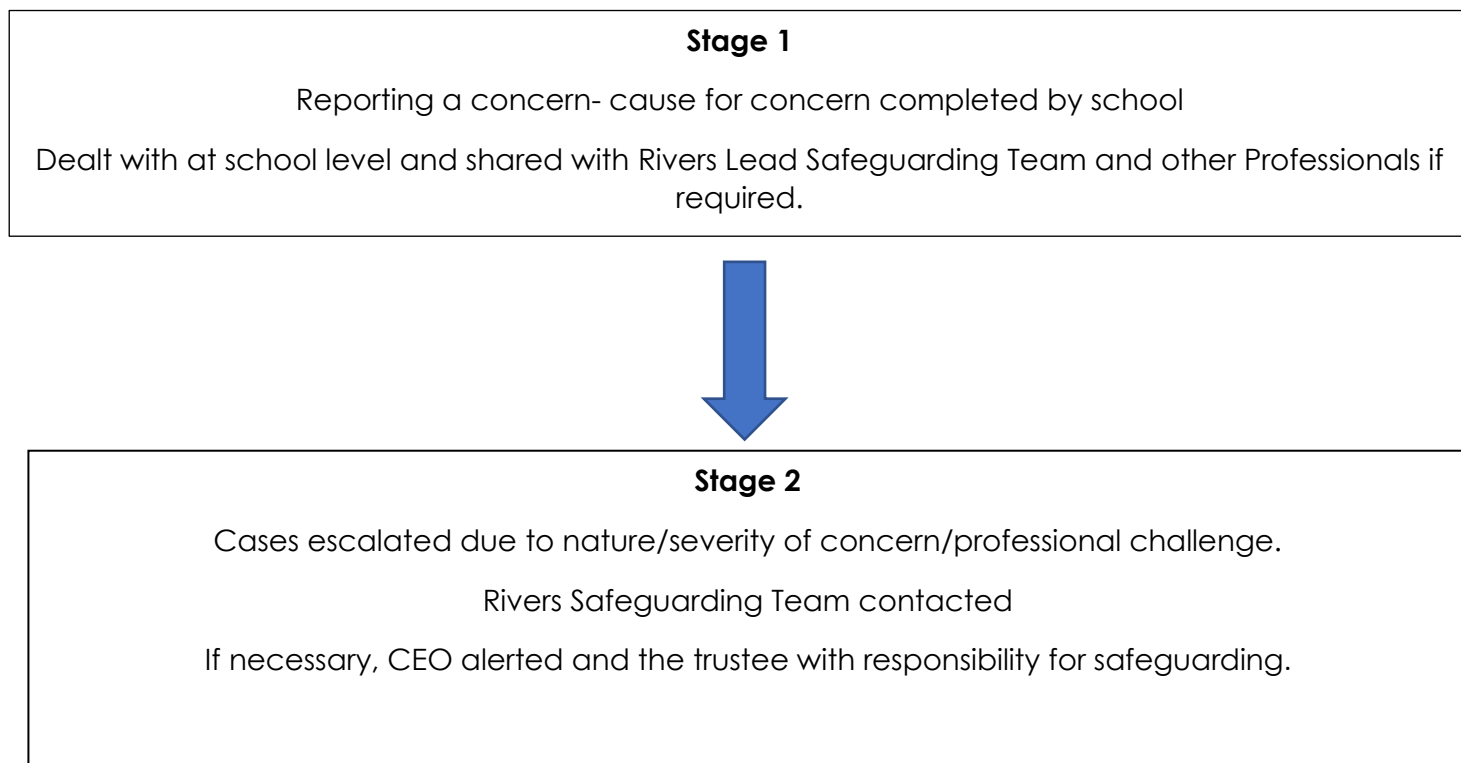 Stage 1
Reporting a concern- cause for concern completed by school
Dealt with at school level and shared with Rivers Lead Safeguarding Team and other Professionals if
required.
Stage 2
Cases escalated due to nature/severity of concern/professional challenge.
Rivers Safeguarding Team contacted
If necessary, CEO alerted and the trustee with responsibility for safeguarding.